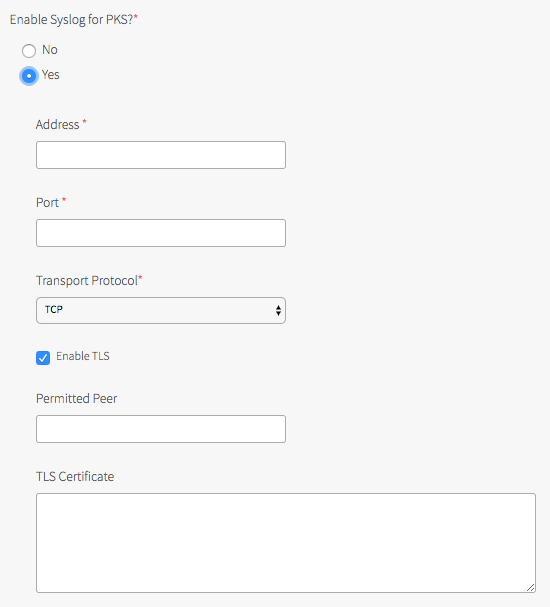 Enable Syslog for PKS?*
No
Yes
Address *
Port *
Transport Protocol*
TCP
Enable TLS
Permitted Peer
TLS Certificate